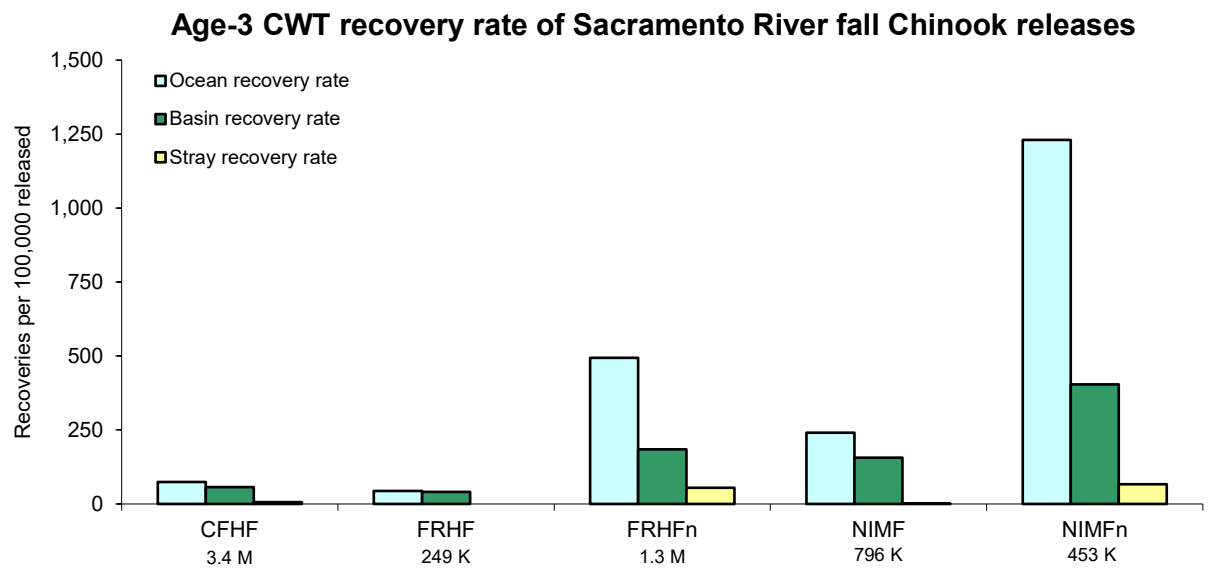 Age-3 CWT recovery rate of Sacramento River fall Chinook releases
Recoveries per 100,000 released
1,500
1,250
1,000
750
500
250
0
Ocean recovery rate
Basin recovery rate
Stray recovery rate
CFHF FRHF FRHFn NIMF NIMFn
3.4 M 249 K 1.3 M 796 K 453 K